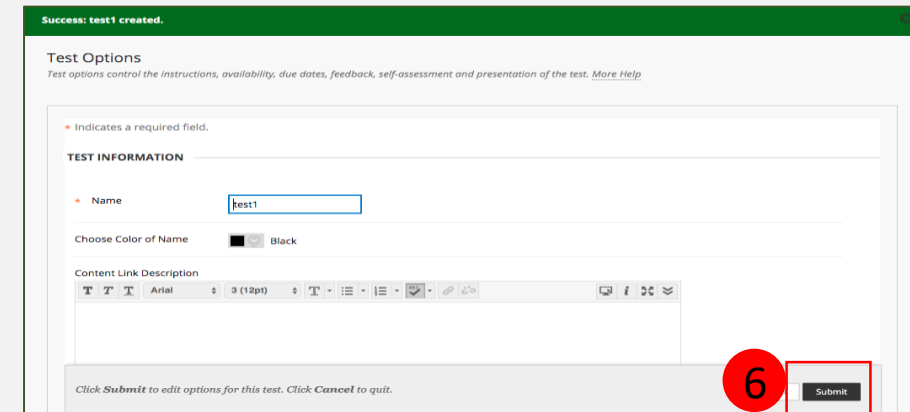 Success: test1 created.
Test Options
Test options control the instructions, availability, due dates, feedback, self-assessment and presentation of the test. More Help
* Indicates a required field.
TEST INFORMATION
* Name test1
Choose Color of Name Black
Content Link Description
T T T Arial 3 (12pt) T
Click Submit to edit options for this test. Click Cancel to quit.
6 Submit